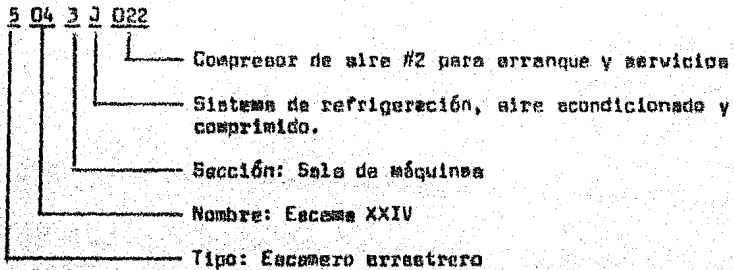 5 04 3 J 022
Compresor de aire #2 para arranque y servicios
Sistema de refrigeración, aire acondicionado y
comprimido.
Sección: Sala de máquinas
Nombre: Escama XXIV
Tipo: Escamero arrastrero